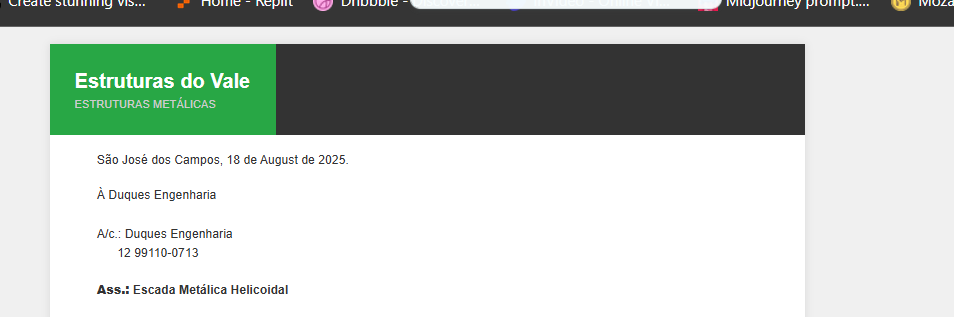 Create stunning vis...
Home - Replit
Dribbble -
Midjourney prompt....
Moza
Estruturas do Vale
ESTRUTURAS METÁLICAS
São José dos Campos, 18 de August de 2025.
À Duques Engenharia
A/c.: Duques Engenharia
12 99110-0713
Ass.: Escada Metálica Helicoidal